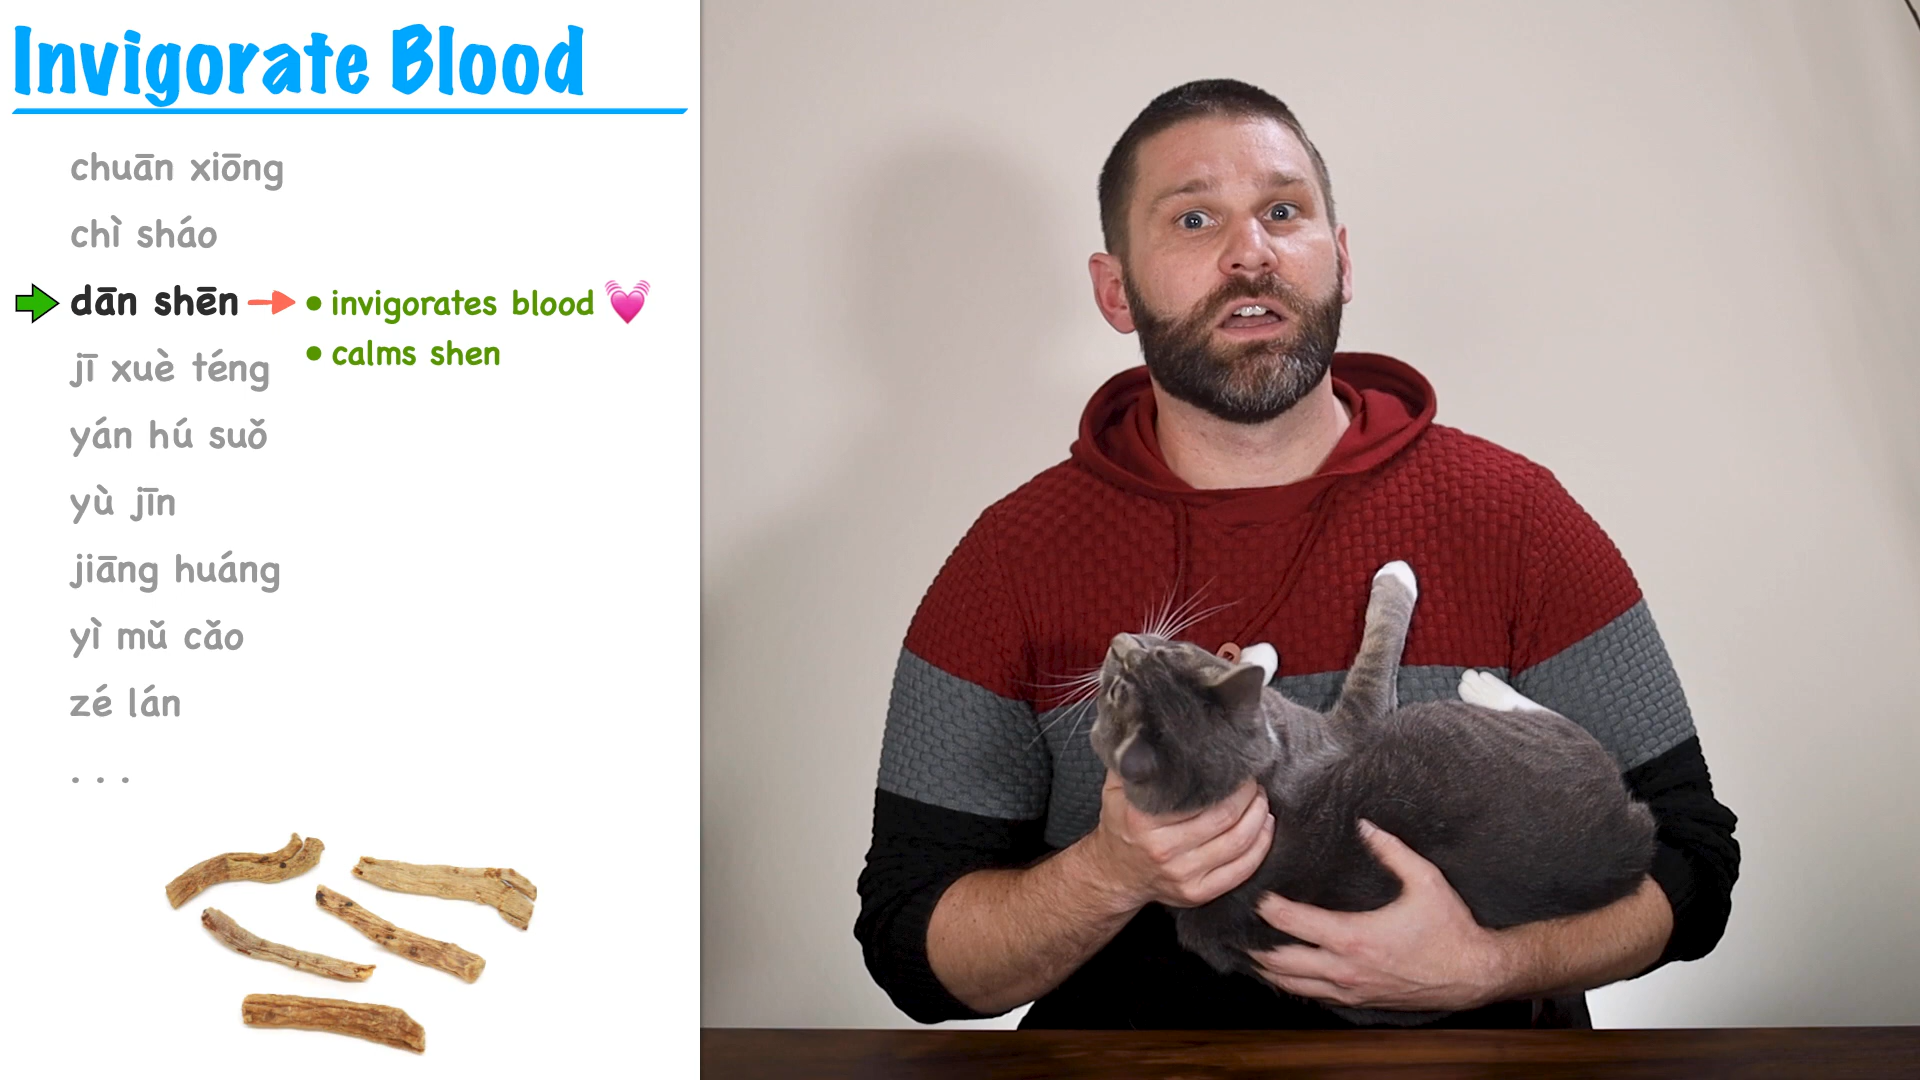 Invigorate Blood
chuān xiōng
chì sháo
dān shēn
• invigorates blood
• calms shen
jī xuè téng
yán hú suǒ
yù jīn
jiāng huáng
yì mǔ cǎo
zé lán
. . .